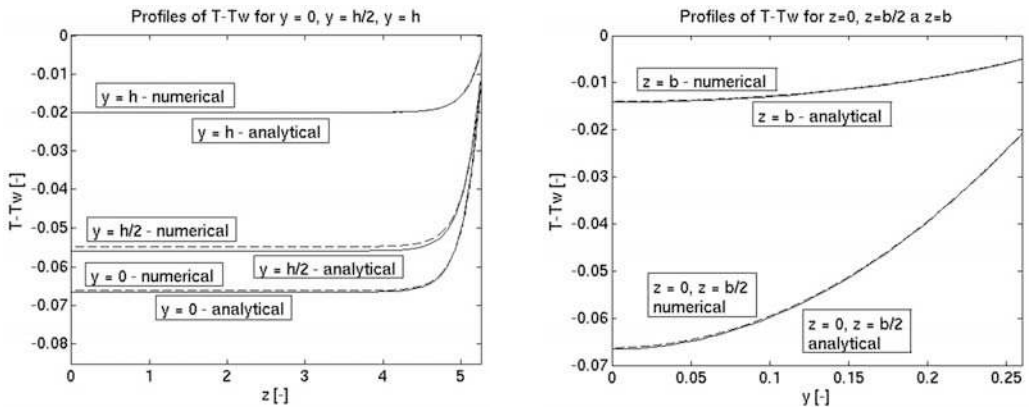 Profiles of T-Tw for y = 0, y = h/2, y = h
0
-0.01
-0.02
-0.03
-0.04
-0.05
-0.06
-0.07
-0.08
T-Tw [-]
y = h - numerical
y = h - analytical
y = h/2 - numerical
y = h/2 - analytical
y = 0 - numerical
y = 0 - analytical
0 1 2 3 4 5
z [-]
Profiles of T-Tw for z=0, z=b/2 a z=b
0
-0.01
-0.02
-0.03
-0.04
-0.05
-0.06
-0.07
T-Tw [-]
z = b - numerical
z = b - analytical
z = 0, z = b/2
numerical
z = 0, z = b/2
analytical
0 0.05 0.1 0.15 0.2 0.25
y [-]